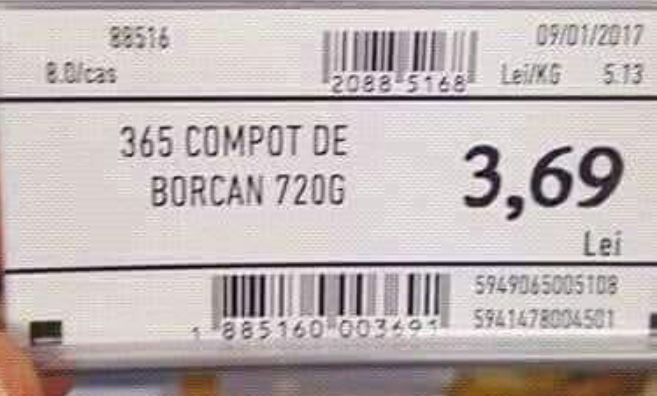 88516
09/01/2017
8.0/cas
2088 5168
Lei/KG 5.13
365 COMPOT DE
BORCAN 720G
3,69
Lei
5949065005108
1 885160 003691
5941478004501